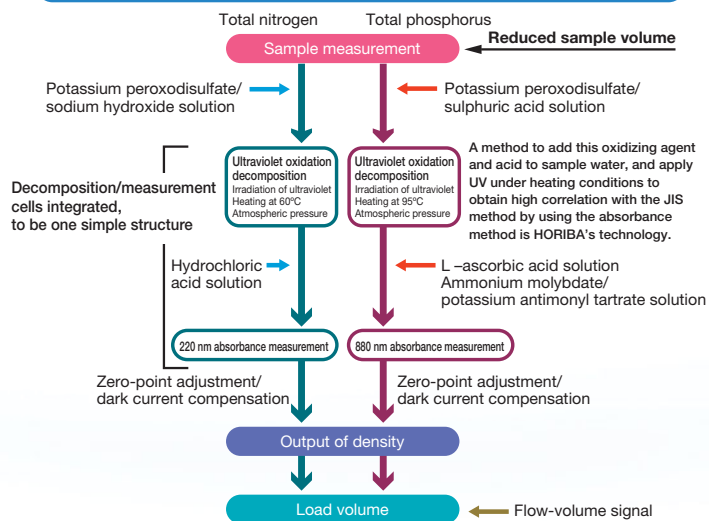 Total nitrogen
Total phosphorus
Sample measurement
Reduced sample volume
Potassium peroxodisulfate/
sodium hydroxide solution
Potassium peroxodisulfate/
sulphuric acid solution
Decomposition/measurement
cells integrated,
to be one simple structure
Ultraviolet oxidation
decomposition
Irradiation of ultraviolet
Heating at 60ºC
Atmospheric pressure
Ultraviolet oxidation
decomposition
Irradiation of ultraviolet
Heating at 95ºC
Atmospheric pressure
A method to add this oxidizing agent
and acid to sample water, and apply
UV under heating conditions to
obtain high correlation with the JIS
method by using the absorbance
method is HORIBA’s technology.
Hydrochloric
acid solution
L –ascorbic acid solution
Ammonium molybdate/
potassium antimonyl tartrate solution
220 nm absorbance measurement
880 nm absorbance measurement
Zero-point adjustment/
dark current compensation
Zero-point adjustment/
dark current compensation
Output of density
Load volume
Flow-volume signal